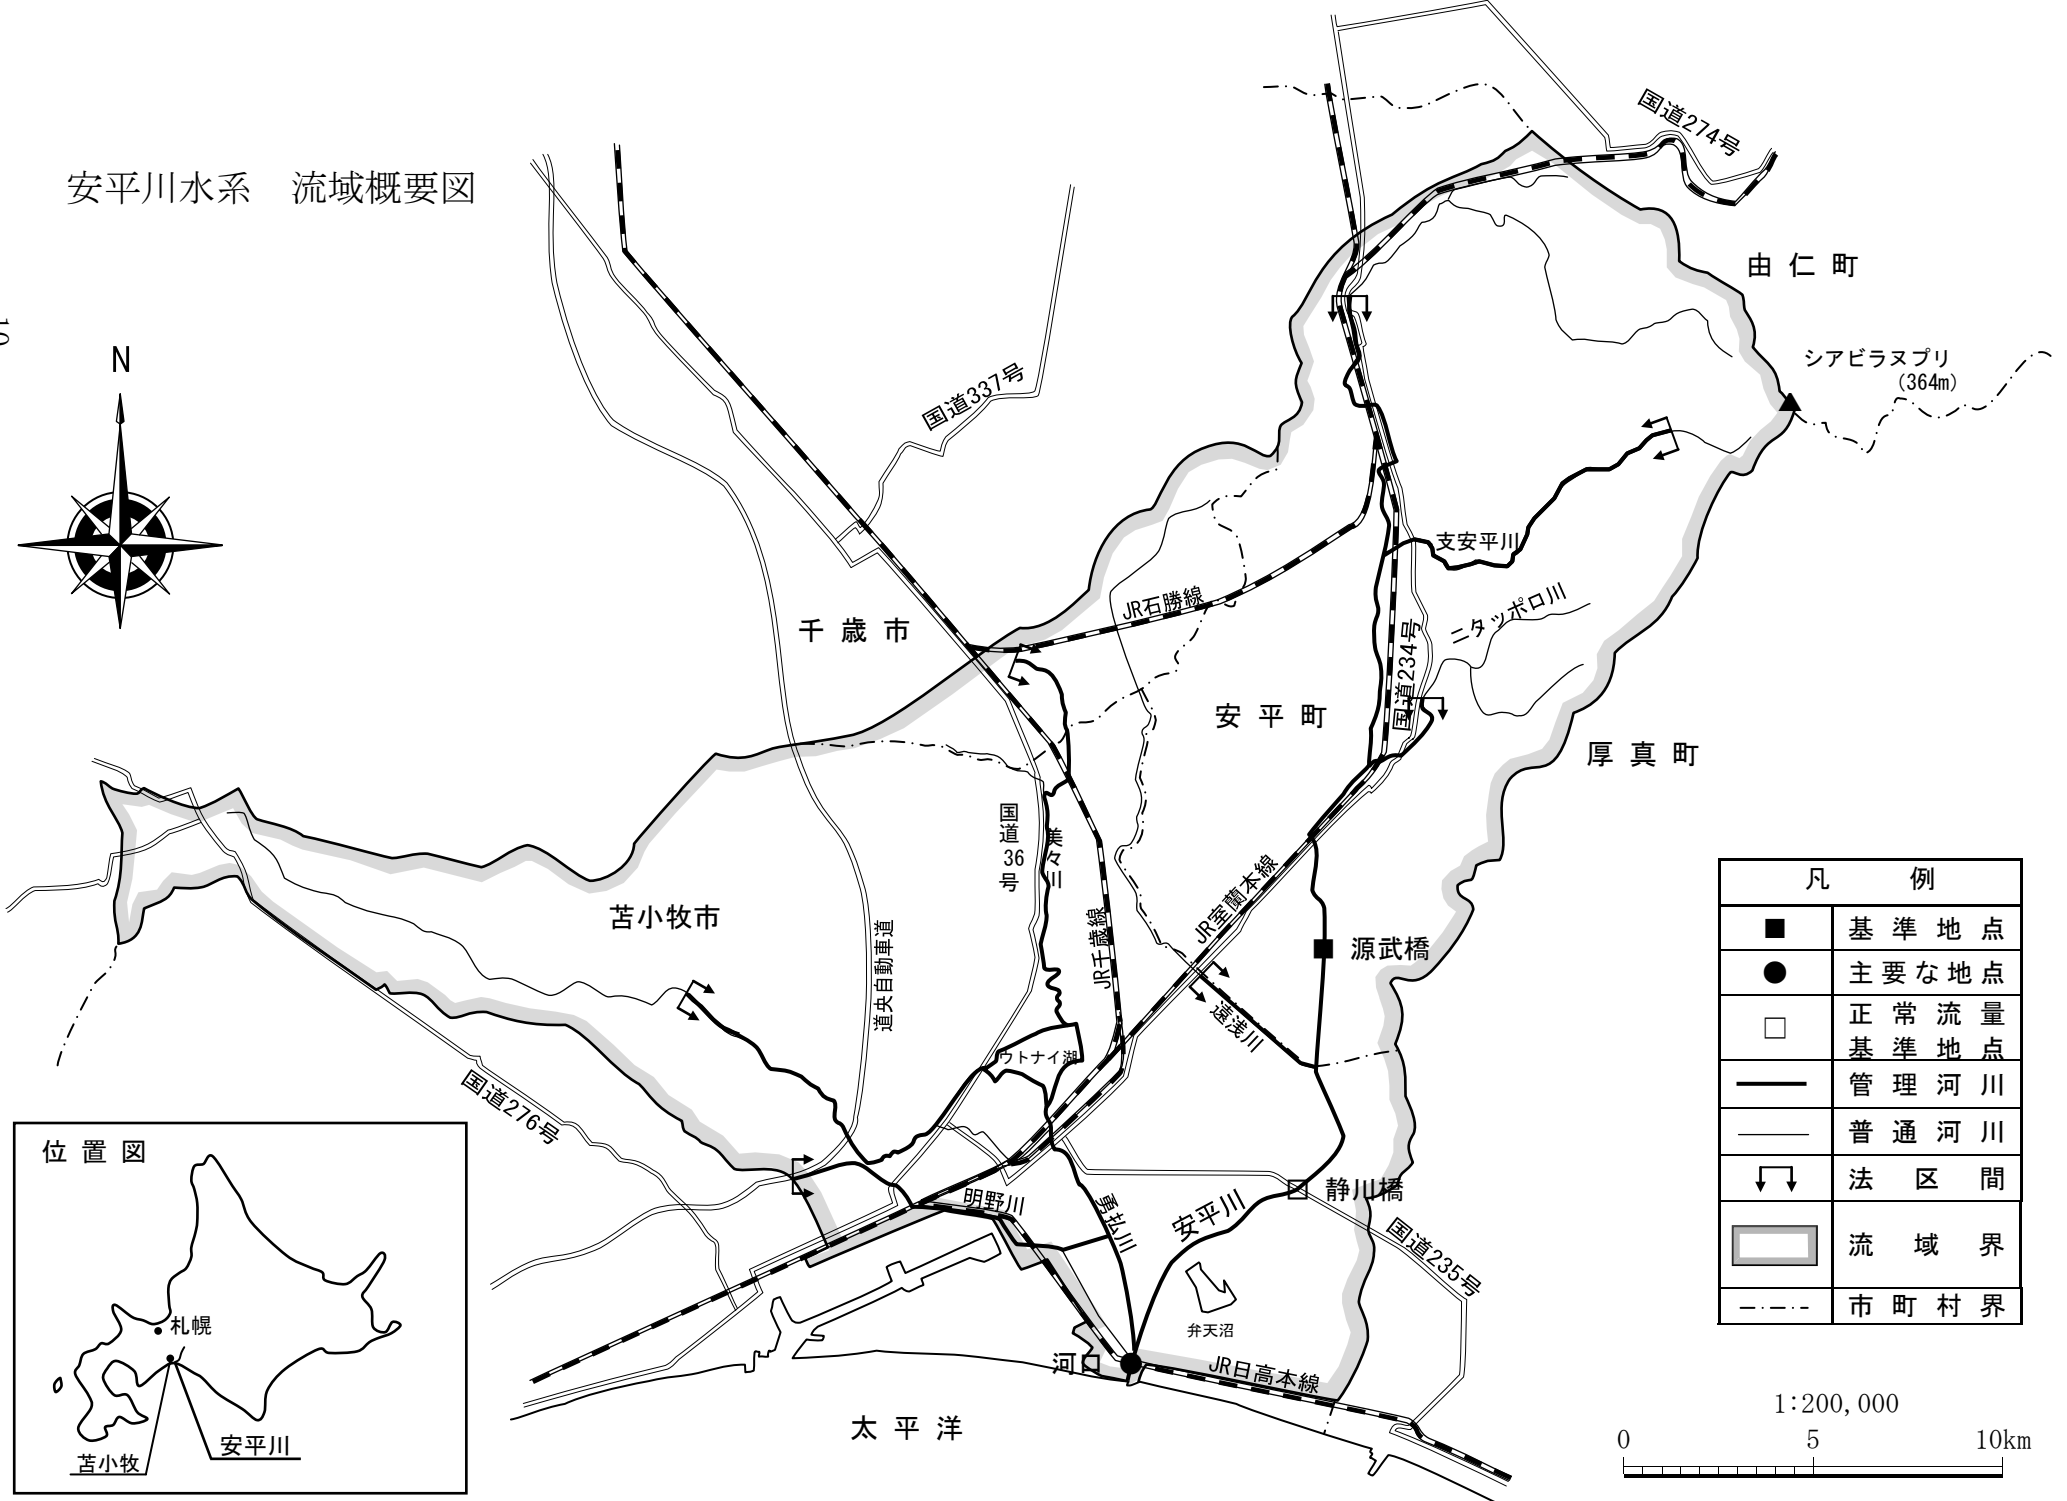 安平川水系　流域概要図
国道274号
由仁町
シアビラヌプリ
(364m)
10
N
国道337号
支安平川
ニタッポロ川
JR石勝線
千歳市
国道234号
安平町
厚真町
国道36号
美々川
JR千歳線
JR室蘭本線
苫小牧市
道央自動車道
源武橋
遠浅川
ウトナイ湖
国道276号
明野川
勇払川
安平川
静川橋
国道235号
弁天沼
河口
JR日高本線
太平洋
凡例
基準地点
主要な地点
正常流量
基準地点
管理河川
普通河川
法区間
流域界
市町村界
位置図
札幌
安平川
苫小牧
1:200,000
0 5 10km